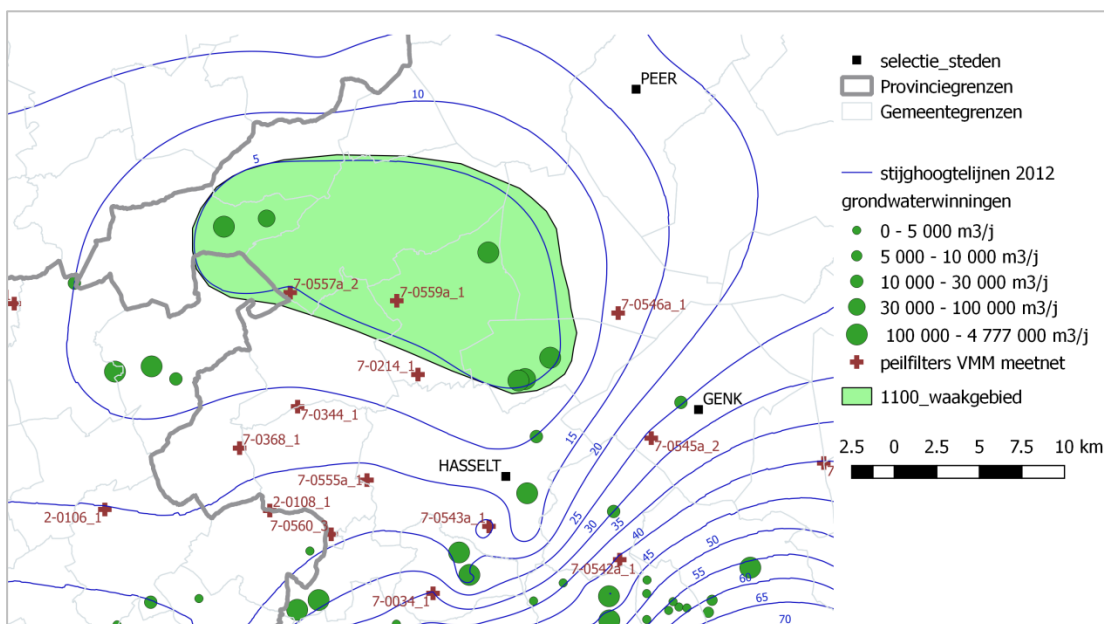 PEER
10
5
7-0557a_2
7-0559a_1
7-0546a_1
7-0214_1
GENK
7-0344_1
15
20
7-0545a_2
7-0368_1
HASSELT
7-0555a_1
2-0108_1
2-0106_1
7-0560_3
7-0543a_1
25
30
35
40
45
50
7-0542a_1
55
60
7-0034_1
65
70
selectie_steden
Provinciegrenzen
Gemeentegrenzen
stijghoogtelijnen 2012
grondwaterwinningen
0 - 5 000 m3/j
5 000 - 10 000 m3/j
10 000 - 30 000 m3/j
30 000 - 100 000 m3/j
100 000 - 4 777 000 m3/j
peilfilters VMM meetnet
1100_waakgebied
2.5 0 2.5 5 7.5 10 km